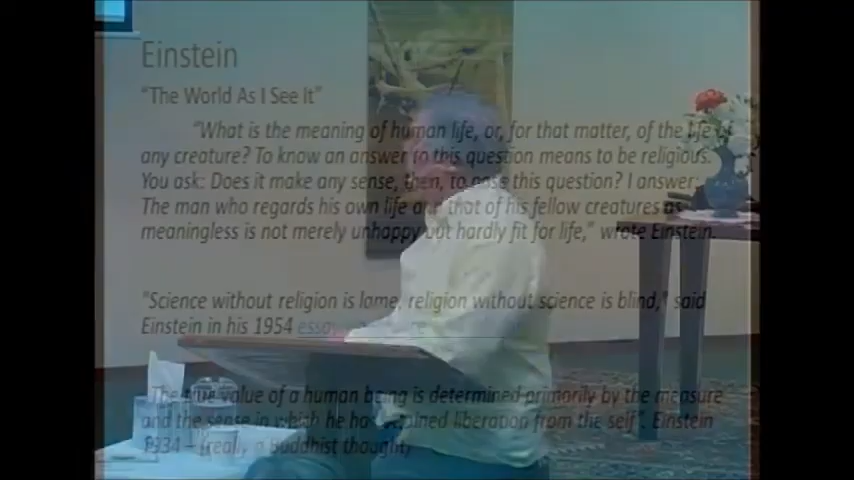 Einstein
“The World As I See It”
“What is the meaning of human life, or, for that matter, of the life of
any creature? To know an answer to this question means to be religious.
You ask: Does it make any sense, then, to pose this question? I answer:
The man who regards his own life and that of his fellow creatures as
meaningless is not merely unhappy but hardly fit for life,” wrote Einstein.
“Science without religion is lame, religion without science is blind,” said
Einstein in his 1954 essay
"The true value of a human being is determined primarily by the measure
and the sense in which he has attained liberation from the self”. Einstein
1934 – (really a Buddhist thought)